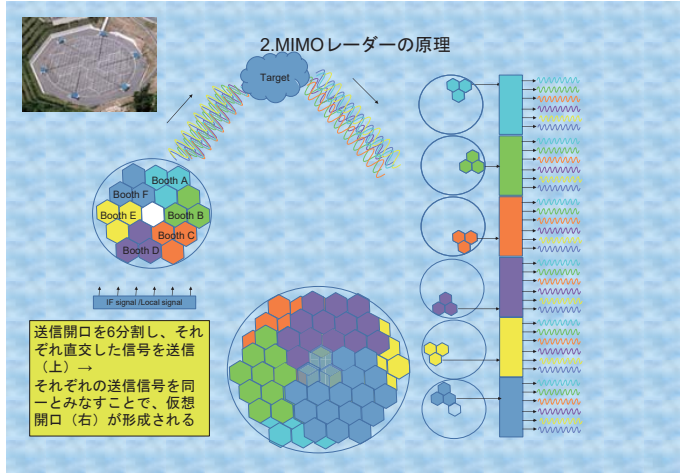 2.MIMOレーダーの原理
Target
Booth A
Booth F
Booth E
Booth B
Booth C
Booth D
IF signal /Local signal
送信開口を6分割し、それ
ぞれ直交した信号を送信
（上）→
それぞれの送信信号を同
一とみなすことで、仮想
開口（右）が形成される